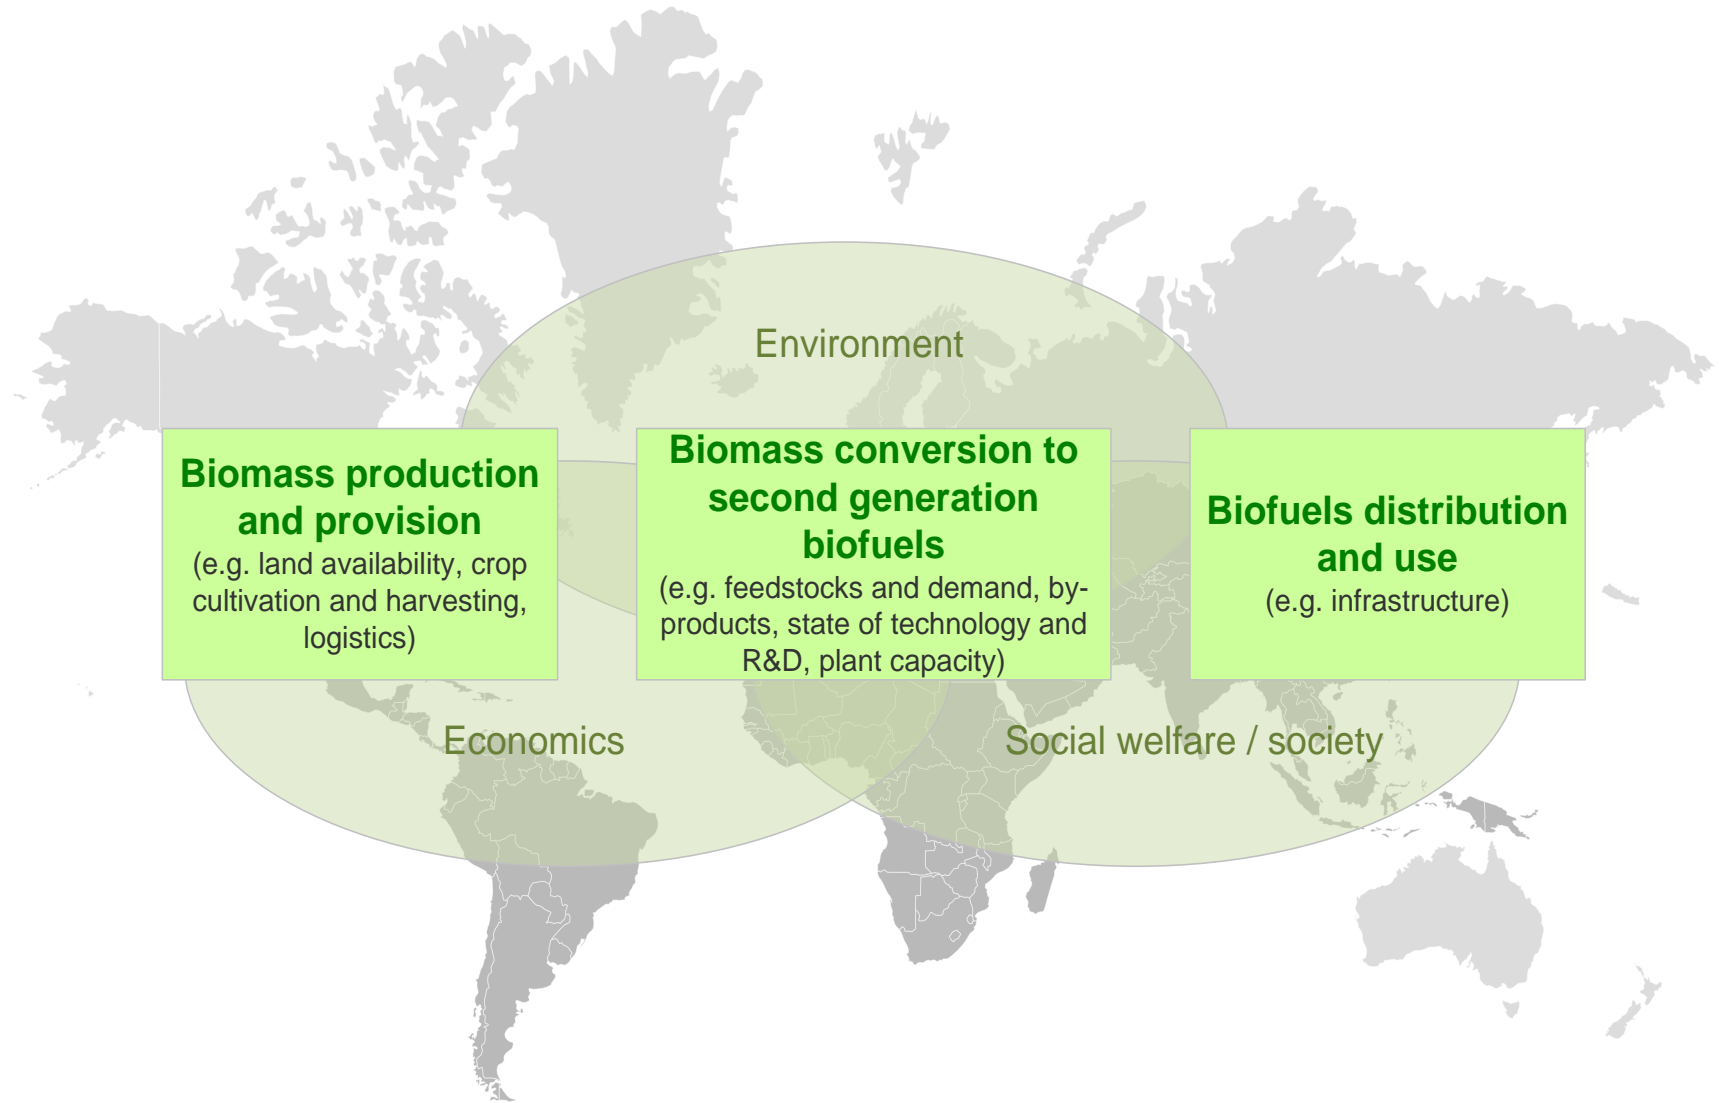 Environment
Biomass production
and provision
(e.g. land availability, crop
cultivation and harvesting,
logistics)
Biomass conversion to
second generation
biofuels
(e.g. feedstocks and demand, by-
products, state of technology and
R&D, plant capacity)
Biofuels distribution
and use
(e.g. infrastructure)
Economics
Social welfare / society